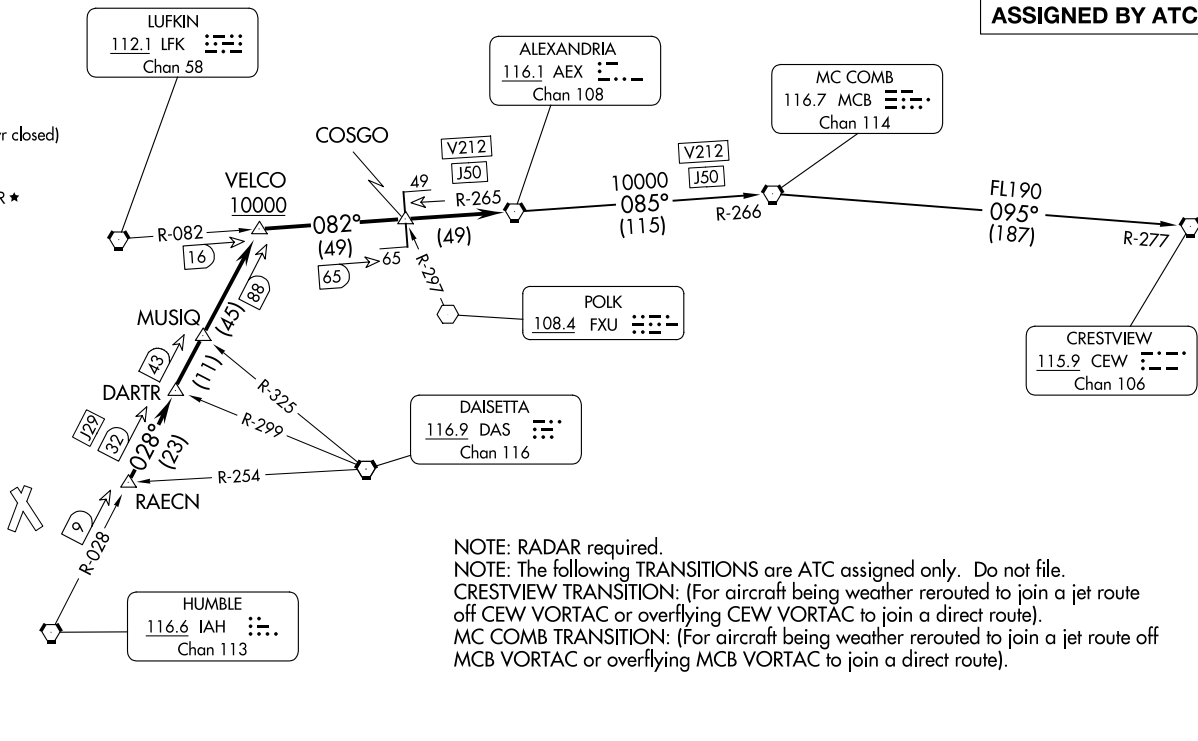 ASSIGNED BY ATC
LUFKIN
112.1 LFK
Chan 58
ALEXANDRIA
116.1 AEX
Chan 108
MC COMB
116.7 MCB
Chan 114
r closed)
R ★
COSGO
V212
J50
VELCO
10000
49
R-265
10000
085°
(115)
V212
J50
R-266
FL190
095°
(187)
R-277
R-082
16
082°
(49)
65
65
(49)
R-297
88
POLK
108.4 FXU
MUSIQ
(45)
43
(11)
CRESTVIEW
115.9 CEW
Chan 106
DARTR
R-325
R-299
J29
32
028°
(23)
DAISETTA
116.9 DAS
Chan 116
R-254
RAECN
9
R-028
HUMBLE
116.6 IAH
Chan 113
NOTE: RADAR required.
NOTE: The following TRANSITIONS are ATC assigned only. Do not file.
CRESTVIEW TRANSITION: (For aircraft being weather rerouted to join a jet route
off CEW VORTAC or overflying CEW VORTAC to join a direct route).
MC COMB TRANSITION: (For aircraft being weather rerouted to join a jet route off
MCB VORTAC or overflying MCB VORTAC to join a direct route).